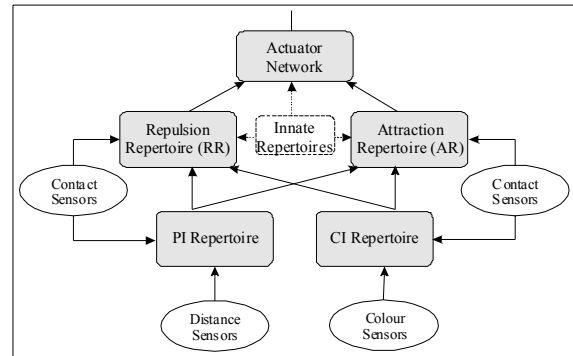 Actuator
Network
Repulsion
Repertoire (RR)
Innate
Repertoires
Attraction
Repertoire (AR)
Contact
Sensors
Contact
Sensors
PI Repertoire
CI Repertoire
Distance
Sensors
Colour
Sensors